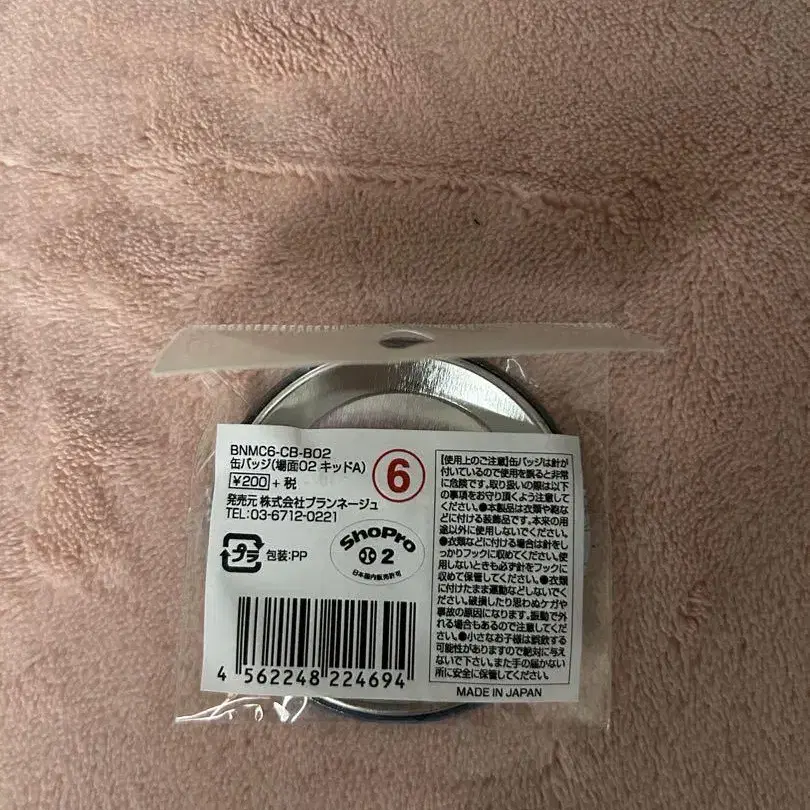 BNMC6-CB-B02
缶バッジ(場面02 キッドA)
¥200+税
⑥
発売元 株式会社プランネージュ
TEL:03-6712-0221
プラ
包装:PP
ShoPro
2
日本国内販売許可
4 562248 224694
【使用上のご注意】缶バッジは針が
付いているので使用を誤ると非常
に危険です。取り扱いの際は以下
の事項をお守り頂くよう注意して
ください。●本製品は衣類や鞄な
どに付ける装飾品です。本来の用
途以外に使用しないでください。
●衣類などに付ける場合は針をし
っかりフックに収めてください。使
用しないときも必ず針をフックに
収めて保管してください。●衣類
に付けたまま運動などしないでく
ださい。破損したり思わぬケガや
事故の原因になります。振動で外
れる場合もあるので注意してくだ
さい。●小さなお子様は誤飲する
可能性がありますので絶対に与え
ないで下さい。また手の届かない
所に安全に保管してください。
MADE IN JAPAN